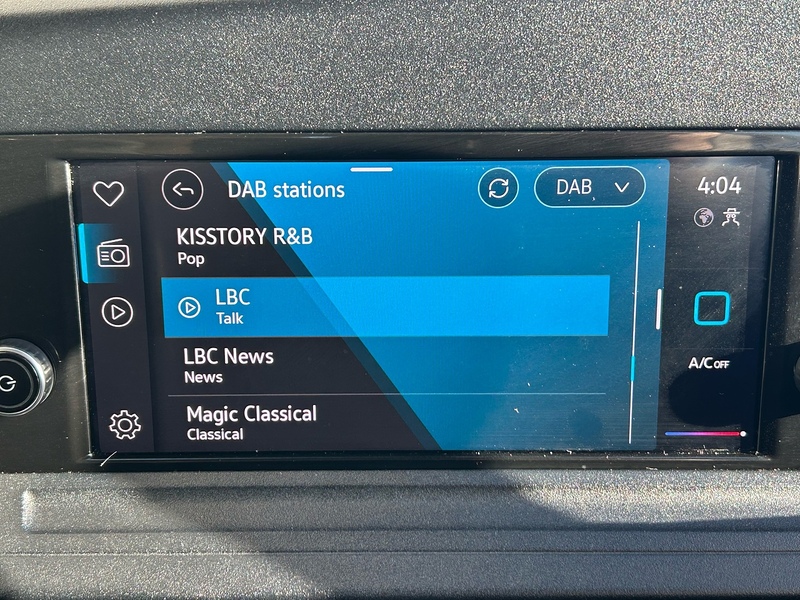 DAB stations
DAB
4:04
KISSTORY R&B
Pop
LBC
Talk
LBC News
News
A/C OFF
Magic Classical
Classical